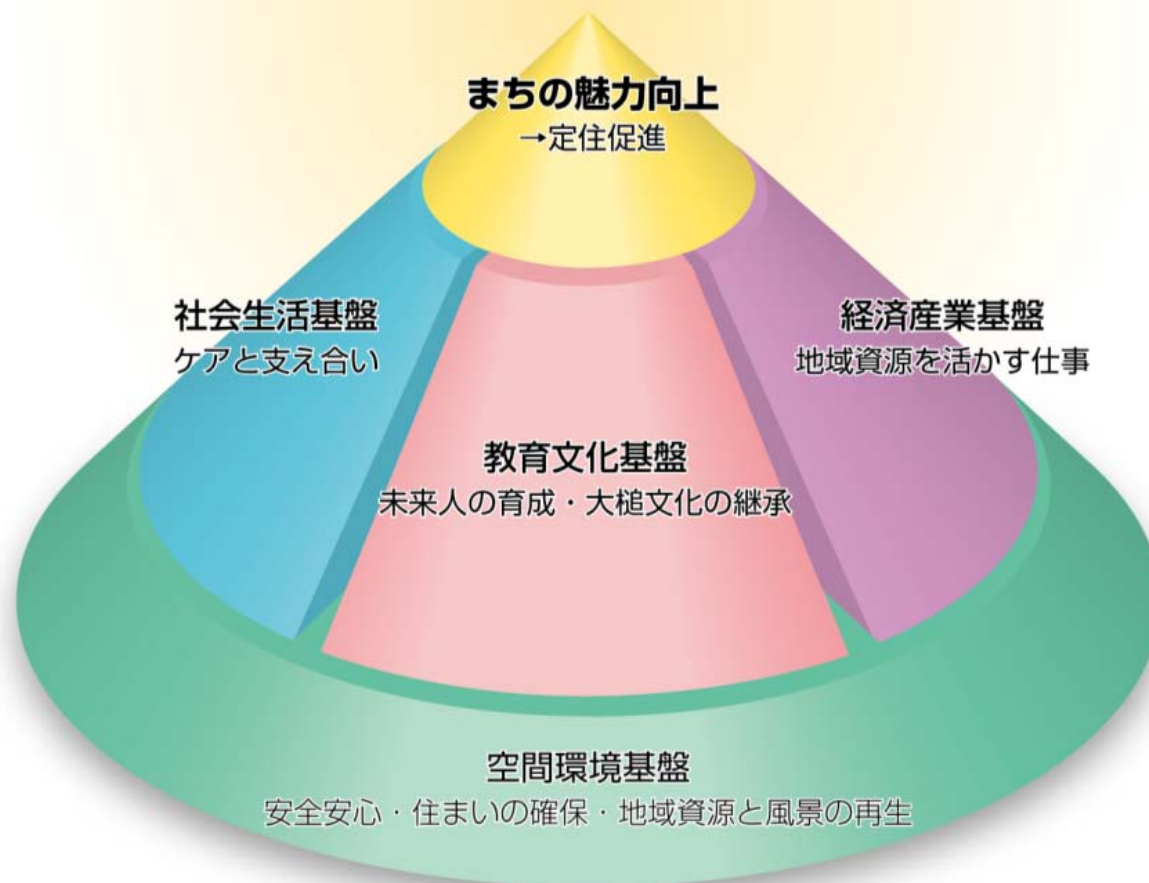 まちの魅力向上
→定住促進
社会生活基盤
ケアと支え合い
経済産業基盤
地域資源を活かす仕事
教育文化基盤
未来人の育成・大槌文化の継承
空間環境基盤
安全安心・住まいの確保・地域資源と風景の再生